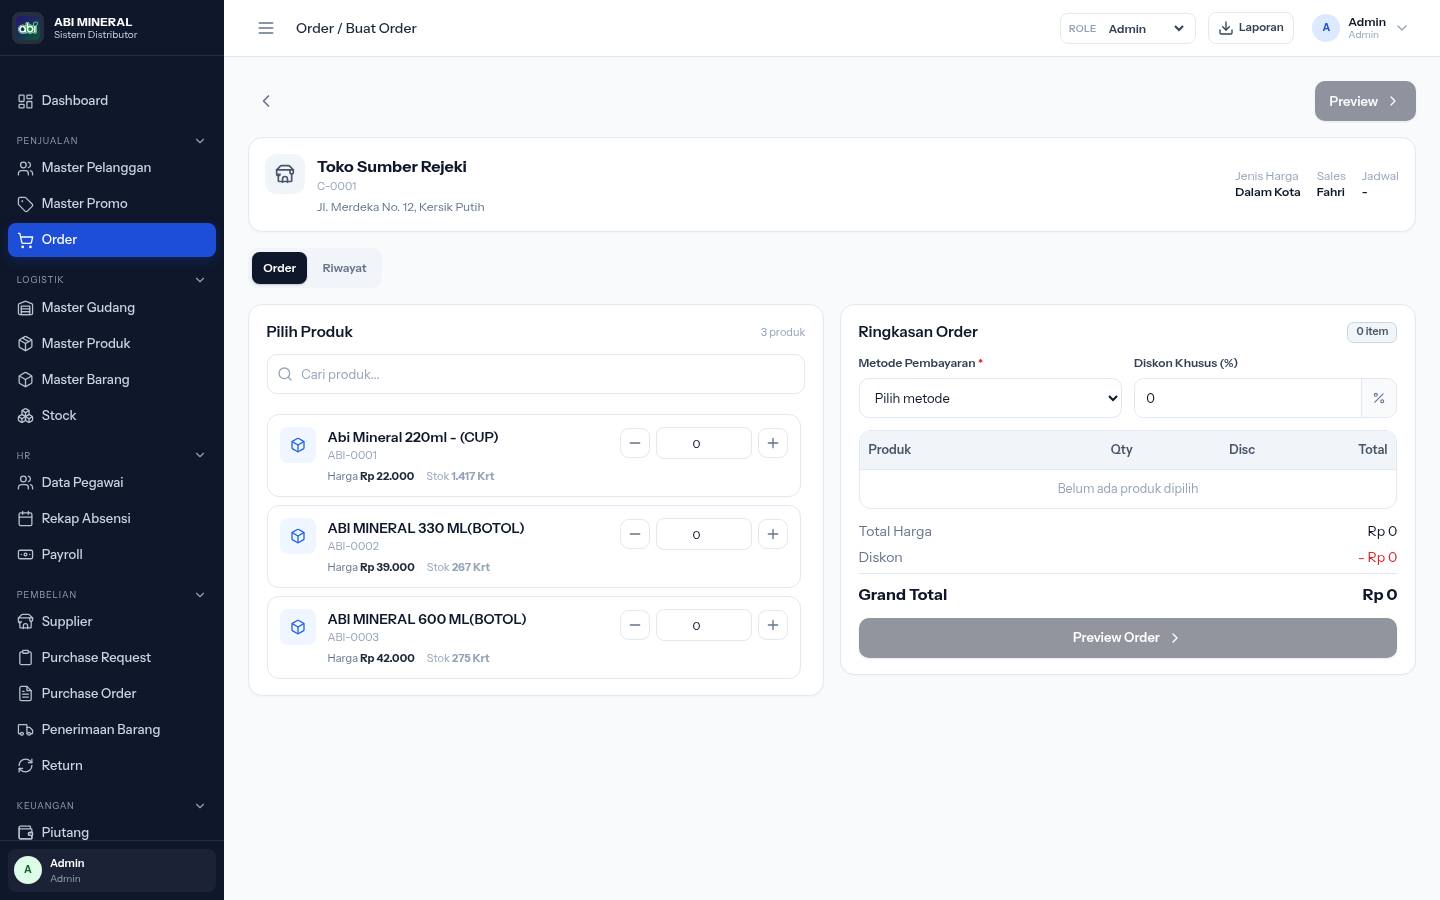 abi
ABI MINERAL
Sistem Distributor
Dashboard
PENJUALAN
Master Pelanggan
Master Promo
Order
LOGISTIK
Master Gudang
Master Produk
Master Barang
Stock
HR
Data Pegawai
Rekap Absensi
Payroll
PEMBELIAN
Supplier
Purchase Request
Purchase Order
Penerimaan Barang
Return
KEUANGAN
Piutang
A
Admin
Admin
Order / Buat Order
ROLE Admin
Laporan
A
Admin
Admin
Preview
Toko Sumber Rejeki
C-0001
Jl. Merdeka No. 12, Kersik Putih
Jenis Harga
Dalam Kota
Sales
Fahri
Jadwal
-
Order
Riwayat
Pilih Produk
3 produk
Cari produk...
Abi Mineral 220ml - (CUP)
ABI-0001
Harga Rp 22.000 Stok 1.417 Krt
0
ABI MINERAL 330 ML(BOTOL)
ABI-0002
Harga Rp 39.000 Stok 267 Krt
0
ABI MINERAL 600 ML(BOTOL)
ABI-0003
Harga Rp 42.000 Stok 275 Krt
0
Ringkasan Order
0 item
Metode Pembayaran *
Pilih metode
Diskon Khusus (%)
0
%
Produk Qty Disc Total
Belum ada produk dipilih
Total Harga Rp 0
Diskon - Rp 0
Grand Total Rp 0
Preview Order